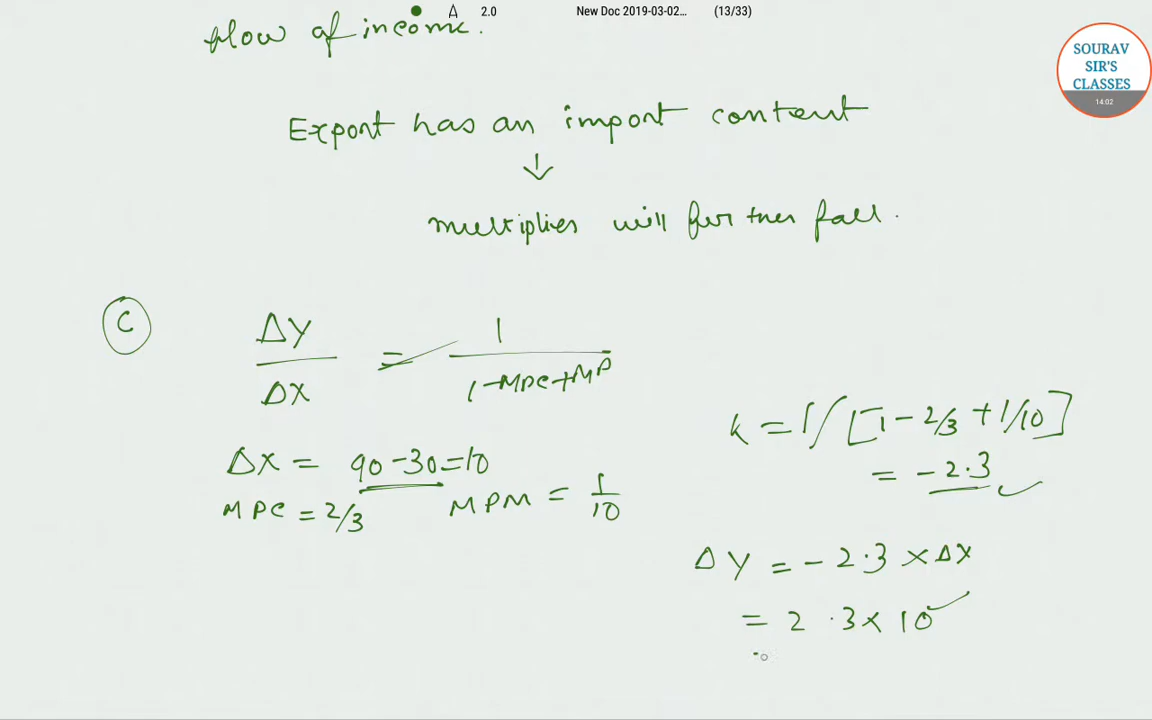 2.0 New Doc 2019-03-02... (13/33)
flow of income.
SOURAV
SIR'S
CLASSES
14:02
Export has an import content
↓
multiplies will further fall.
C
ΔY/ΔX = 1/(1-MPC+MP
ΔX = 90-30=10
MPC = 2/3 MPM = 1/10
K = 1/[1 - 2/3 + 1/10]
= -2.3 ✓
ΔY = -2.3 × ΔX
= 2.3 × 10